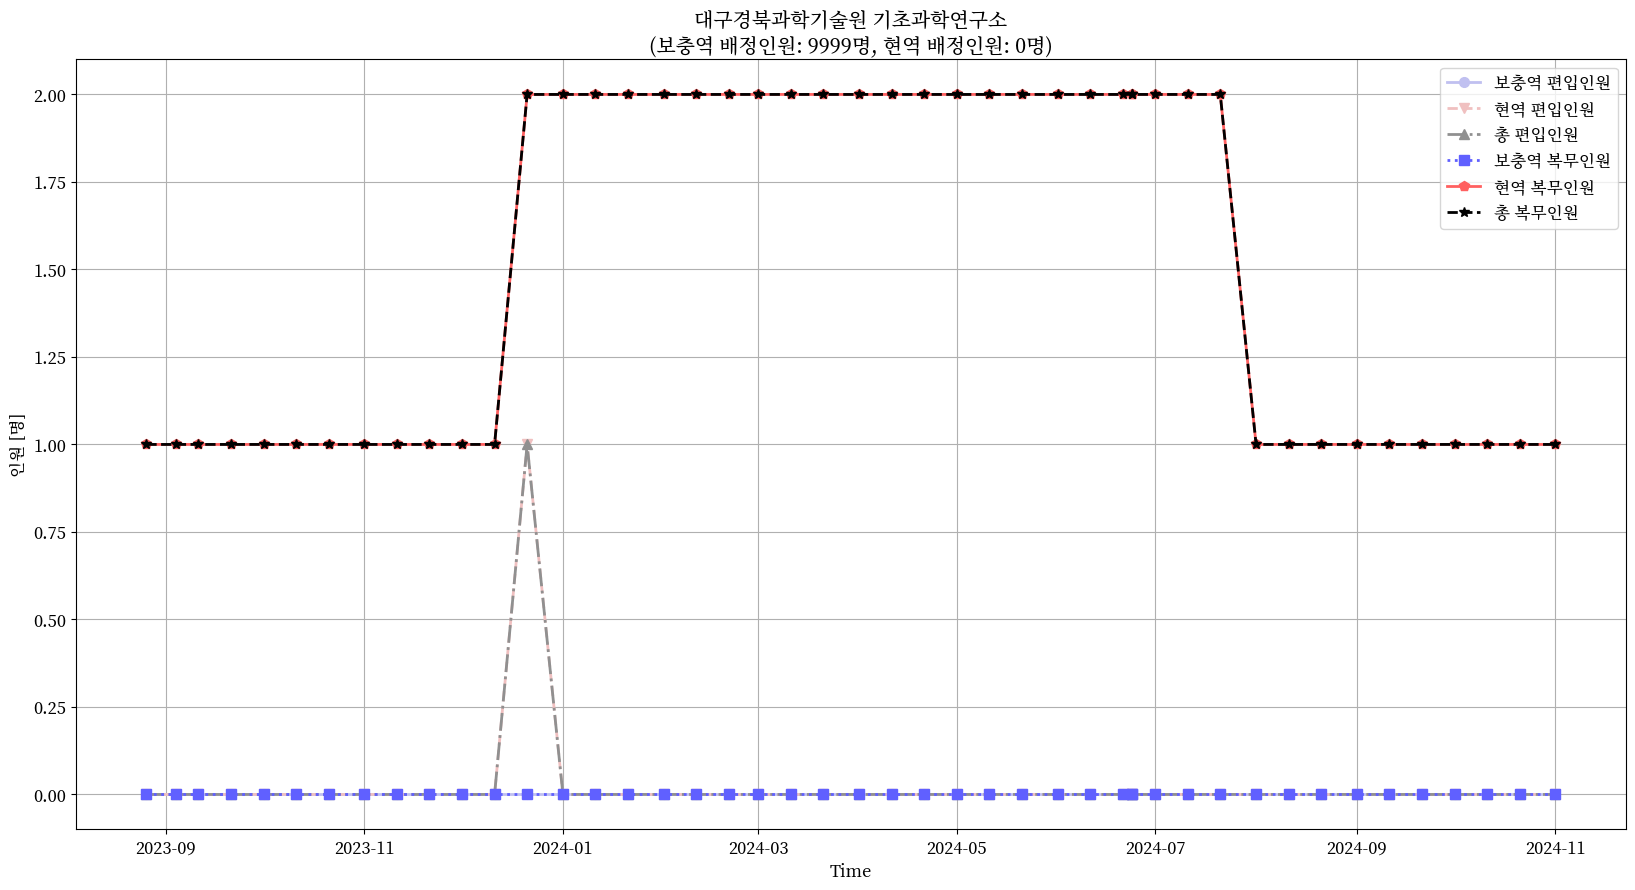 대구경북과학기술원 기초과학연구소
(보충역 배정인원: 9999명, 현역 배정인원: 0명)
보충역 편입인원
현역 편입인원
총 편입인원
보충역 복무인원
현역 복무인원
총 복무인원
2.00
1.75
1.50
1.25
1.00
0.75
0.50
0.25
0.00
인원 [명]
2023-09
2023-11
2024-01
2024-03
2024-05
2024-07
2024-09
2024-11
Time